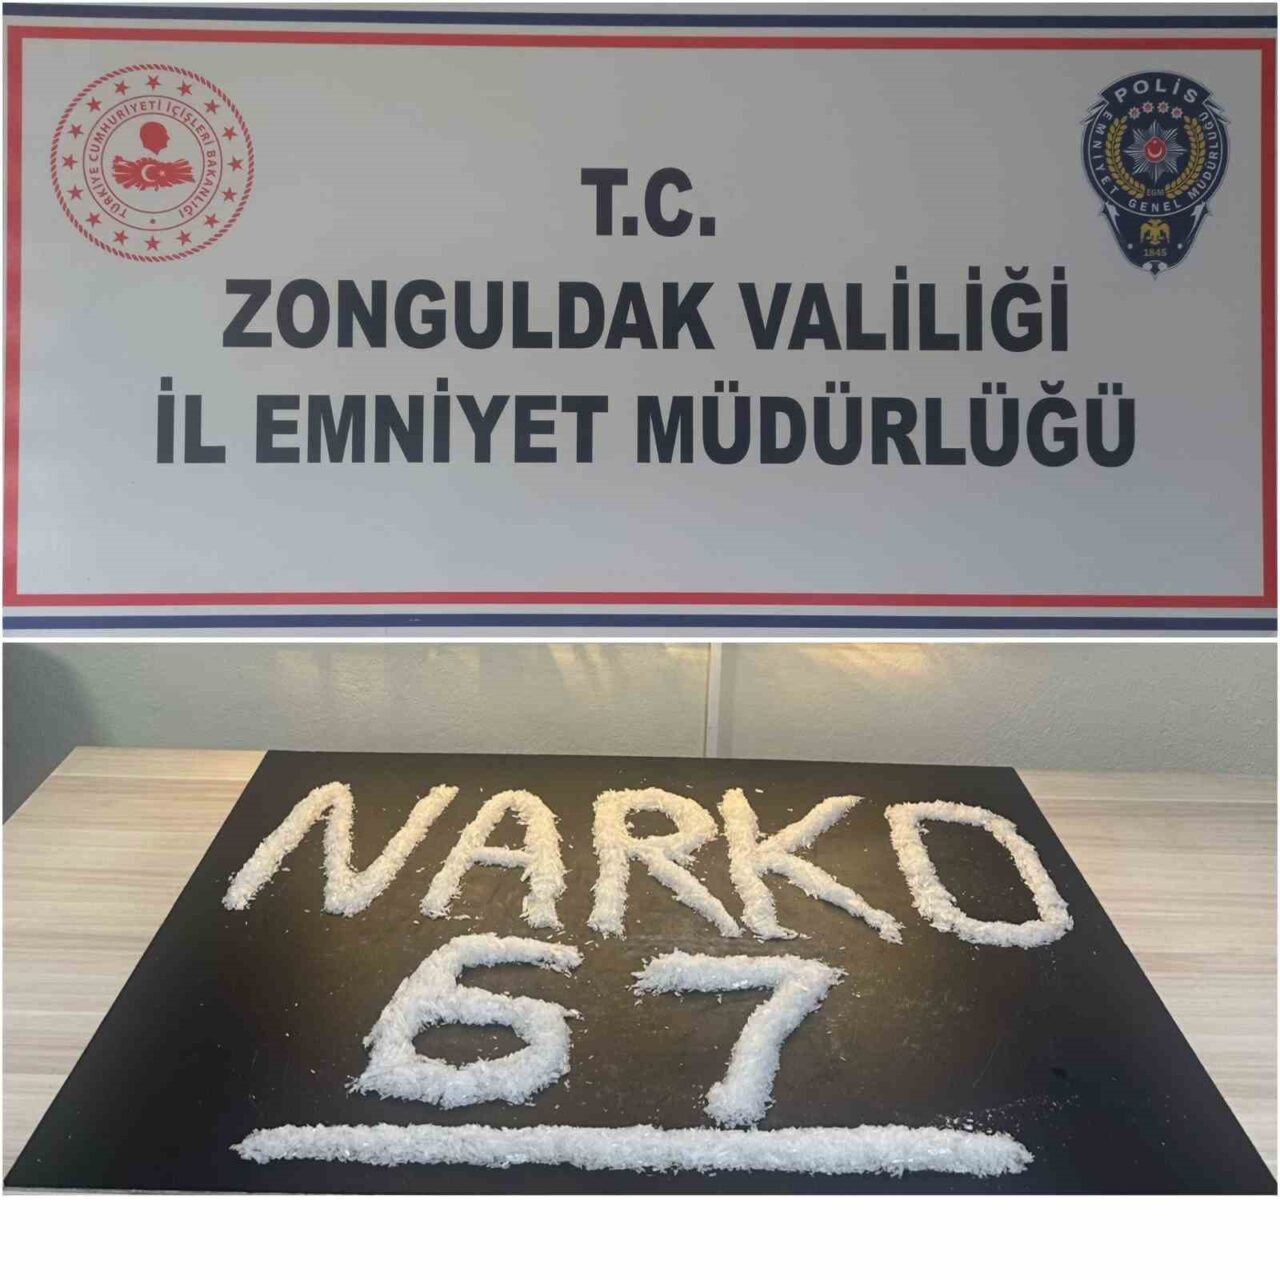 TÜRKİYE CUMHURİYETİ İÇİŞLERİ BAKANLIĞI
POLİS
EMNİYET GENEL MÜDÜRLÜĞÜ
EGM
1845
T.C.
ZONGULDAK VALİLİĞİ
İL EMNİYET MÜDÜRLÜĞÜ
NARKO
67